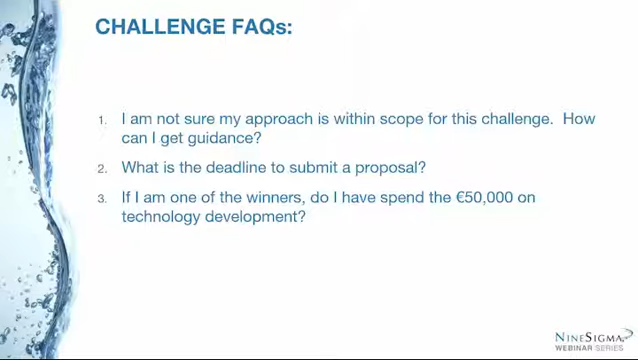 CHALLENGE FAQs:
1. I am not sure my approach is within scope for this challenge. How
can I get guidance?
2. What is the deadline to submit a proposal?
3. If I am one of the winners, do I have spend the €50,000 on
technology development?
NINESIGMA
WEBINAR SERIES